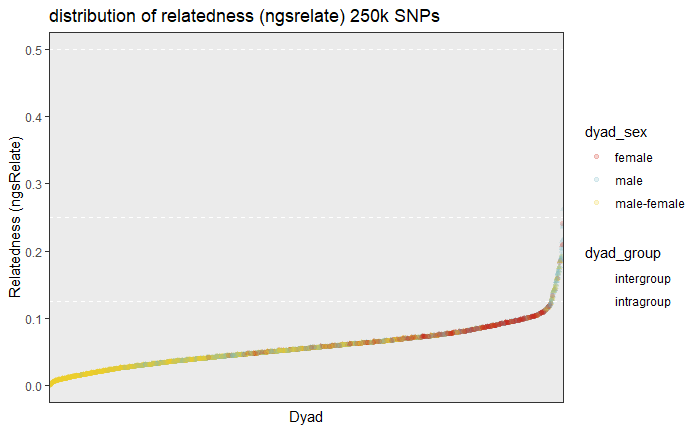 distribution of relatedness (ngsrelate) 250k SNPs
Relatedness (ngsRelate)
0.5
0.4
0.3
0.2
0.1
0.0
Dyad
dyad_sex
female
male
male-female
dyad_group
intergroup
intragroup